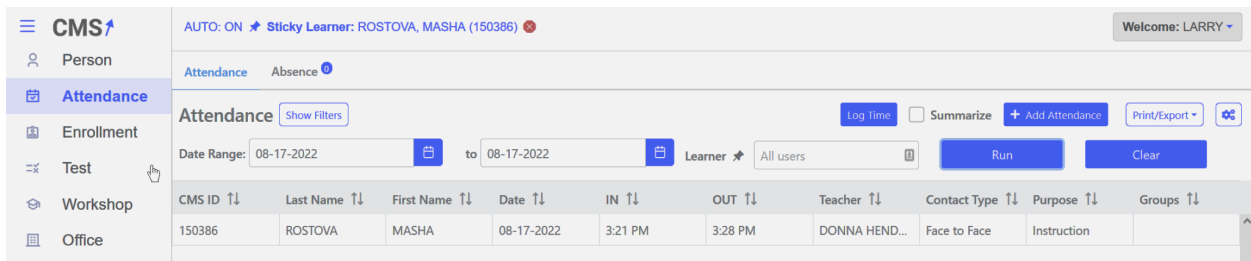 CMS
AUTO: ON Sticky Learner: ROSTOVA, MASHA (150386)
Welcome: LARRY
Person
Attendance
Enrollment
Test
Workshop
Office
Attendance Absence 0
Attendance Show Filters Log Time Summarize + Add Attendance Print/Export
Date Range: 08-17-2022 to 08-17-2022 Learner All users Run Clear
CMS ID Last Name First Name Date IN OUT Teacher Contact Type Purpose Groups
150386 ROSTOVA MASHA 08-17-2022 3:21 PM 3:28 PM DONNA HEND... Face to Face Instruction